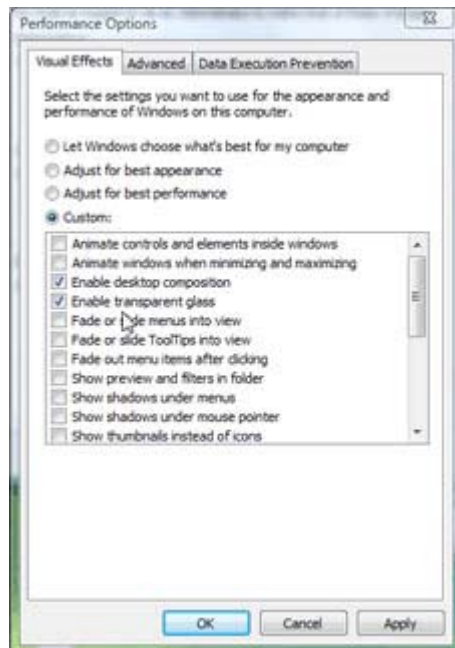 Performance Options
Visual Effects Advanced Data Execution Prevention
Select the settings you want to use for the appearance and
performance of Windows on this computer.
Let Windows choose what's best for my computer
Adjust for best appearance
Adjust for best performance
Custom:
Animate controls and elements inside windows
Animate windows when minimizing and maximizing
Enable desktop composition
Enable transparent glass
Fade or slide menus into view
Fade or slide ToolTips into view
Fade out menu items after clicking
Show preview and filters in folder
Show shadows under menus
Show shadows under mouse pointer
Show thumbnails instead of icons
OK Cancel Apply